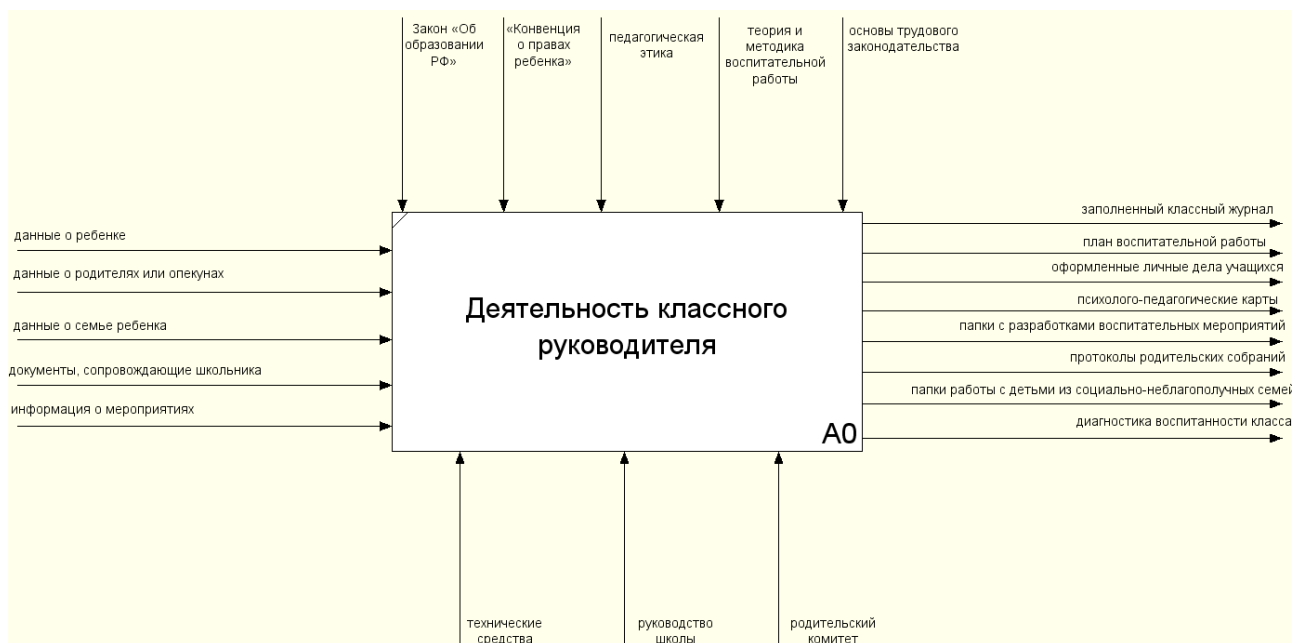 Закон «Об
образовании
РФ»
«Конвенция
о правах
ребенка»
педагогическая
этика
теория и
методика
воспитательной
работы
основы трудового
законодательства
данные о ребенке
данные о родителях или опекунах
данные о семье ребенка
документы, сопровождающие школьника
информация о мероприятиях
Деятельность классного
руководителя
A0
заполненный классный журнал
план воспитательной работы
оформленные личные дела учащихся
психолого-педагогические карты
папки с разработками воспитательных мероприятий
протоколы родительских собраний
папки работы с детьми из социально-неблагополучных семей
диагностика воспитанности класса
технические
средства
руководство
школы
родительский
комитет